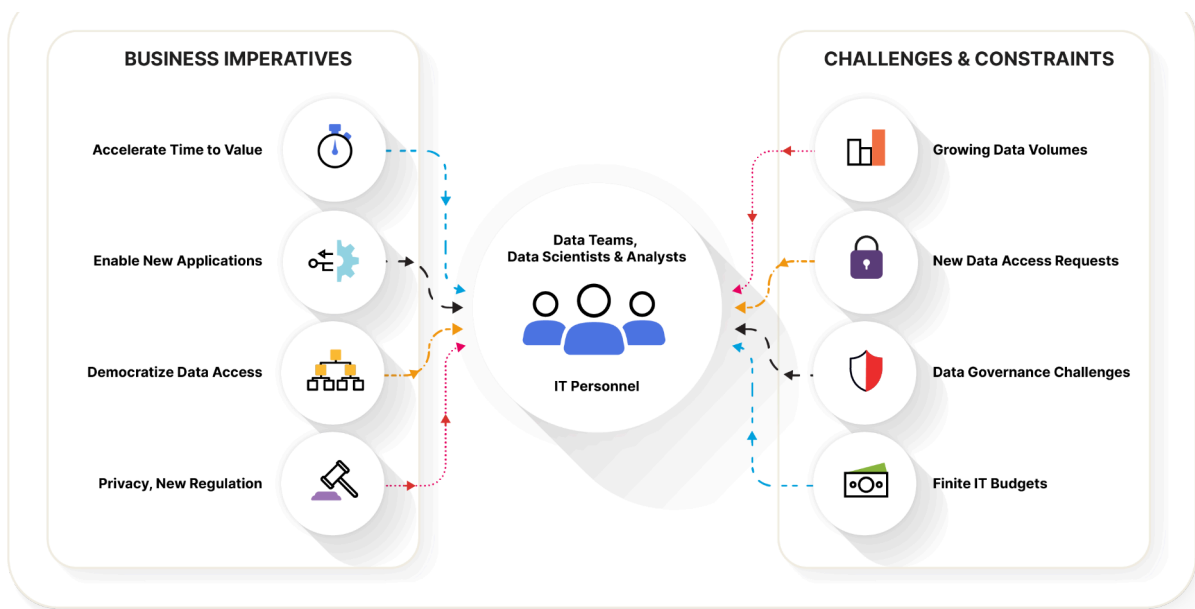 BUSINESS IMPERATIVES
Accelerate Time to Value
Enable New Applications
Democratize Data Access
Privacy, New Regulation
Data Teams,
Data Scientists & Analysts
IT Personnel
CHALLENGES & CONSTRAINTS
Growing Data Volumes
New Data Access Requests
Data Governance Challenges
Finite IT Budgets